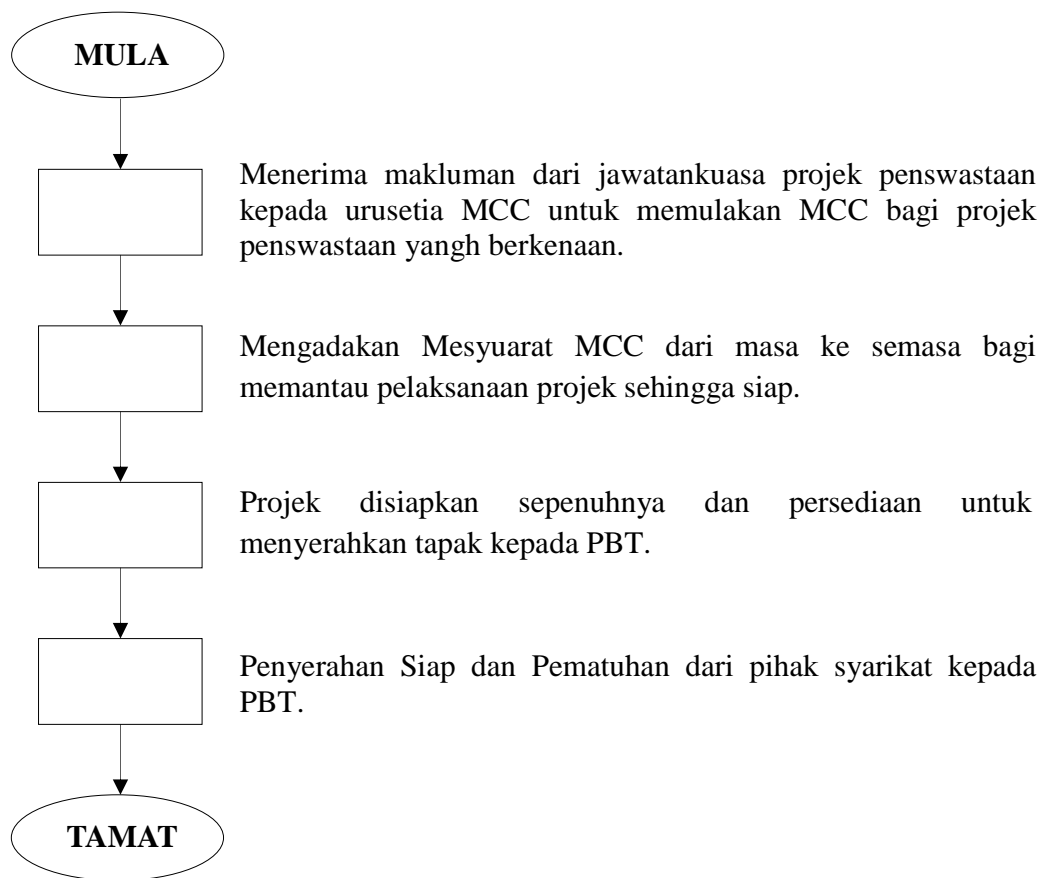 MULA
Menerima makluman dari jawatankuasa projek penswastaan
kepada urusetia MCC untuk memulakan MCC bagi projek
penswastaan yangh berkenaan.
Mengadakan Mesyuarat MCC dari masa ke semasa bagi
memantau pelaksanaan projek sehingga siap.
Projek disiapkan sepenuhnya dan persediaan untuk
menyerahkan tapak kepada PBT.
Penyerahan Siap dan Pematuhan dari pihak syarikat kepada
PBT.
TAMAT